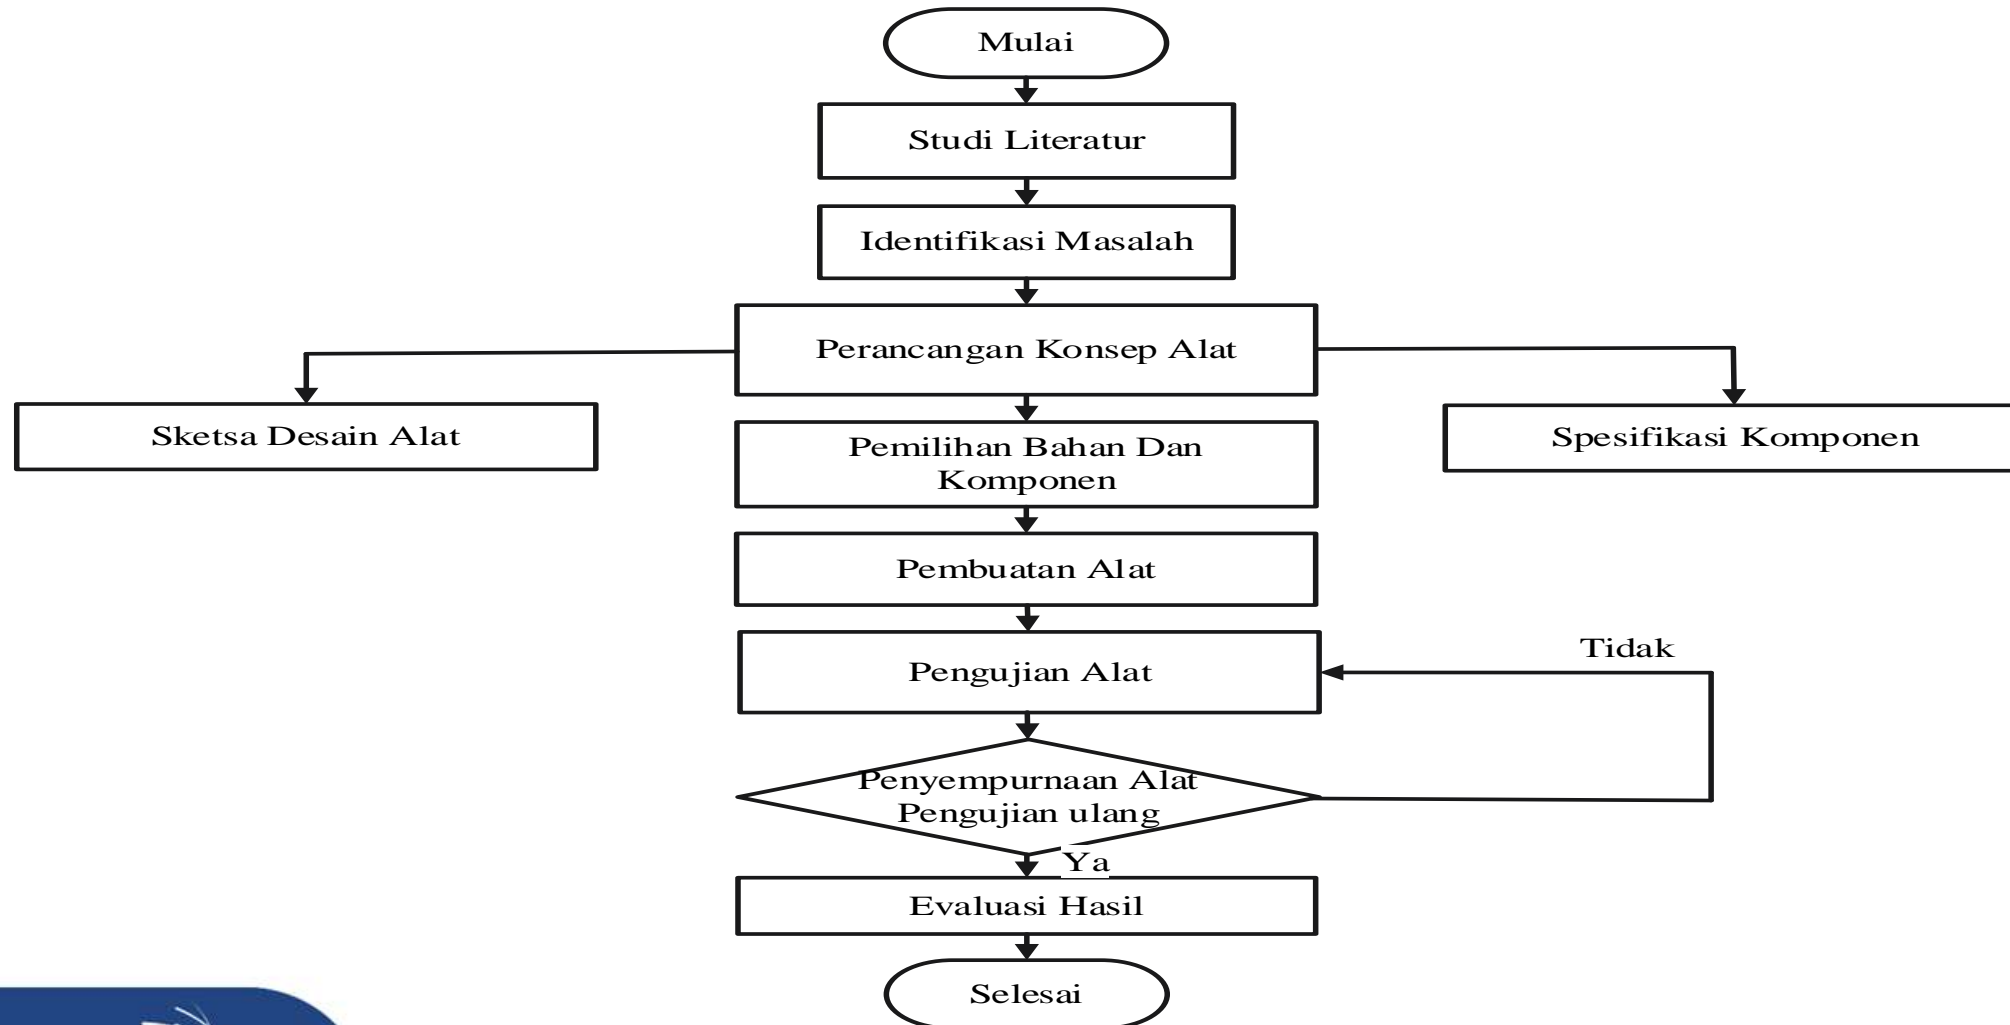 Mulai
Studi Literatur
Identifikasi Masalah
Perancangan Konsep Alat
Sketsa Desain Alat
Pemilihan Bahan Dan
Komponen
Spesifikasi Komponen
Pembuatan Alat
Tidak
Pengujian Alat
Penyempurnaan Alat
Pengujian ulang
Ya
Evaluasi Hasil
Selesai